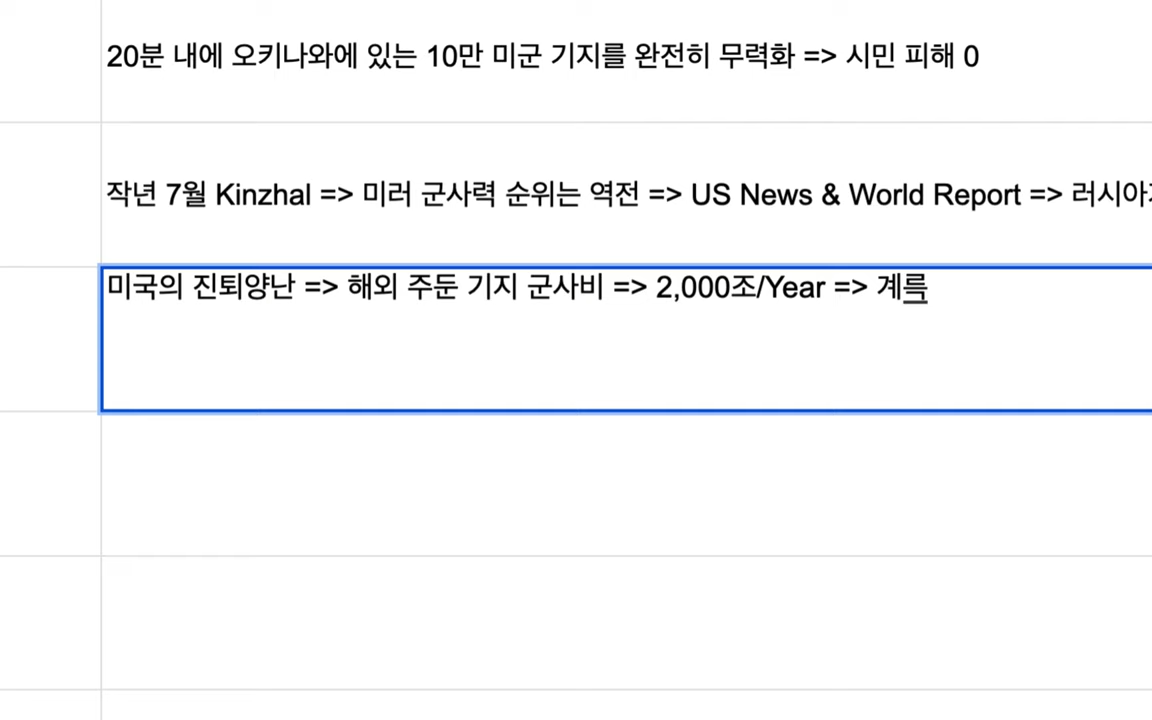 20분 내에 오키나와에 있는 10만 미군 기지를 완전히 무력화 => 시민 피해 0
작년 7월 Kinzhal => 미러 군사력 순위는 역전 => US News & World Report => 러시아
미국의 진퇴양난 => 해외 주둔 기지 군사비 => 2,000조/Year => 계륵